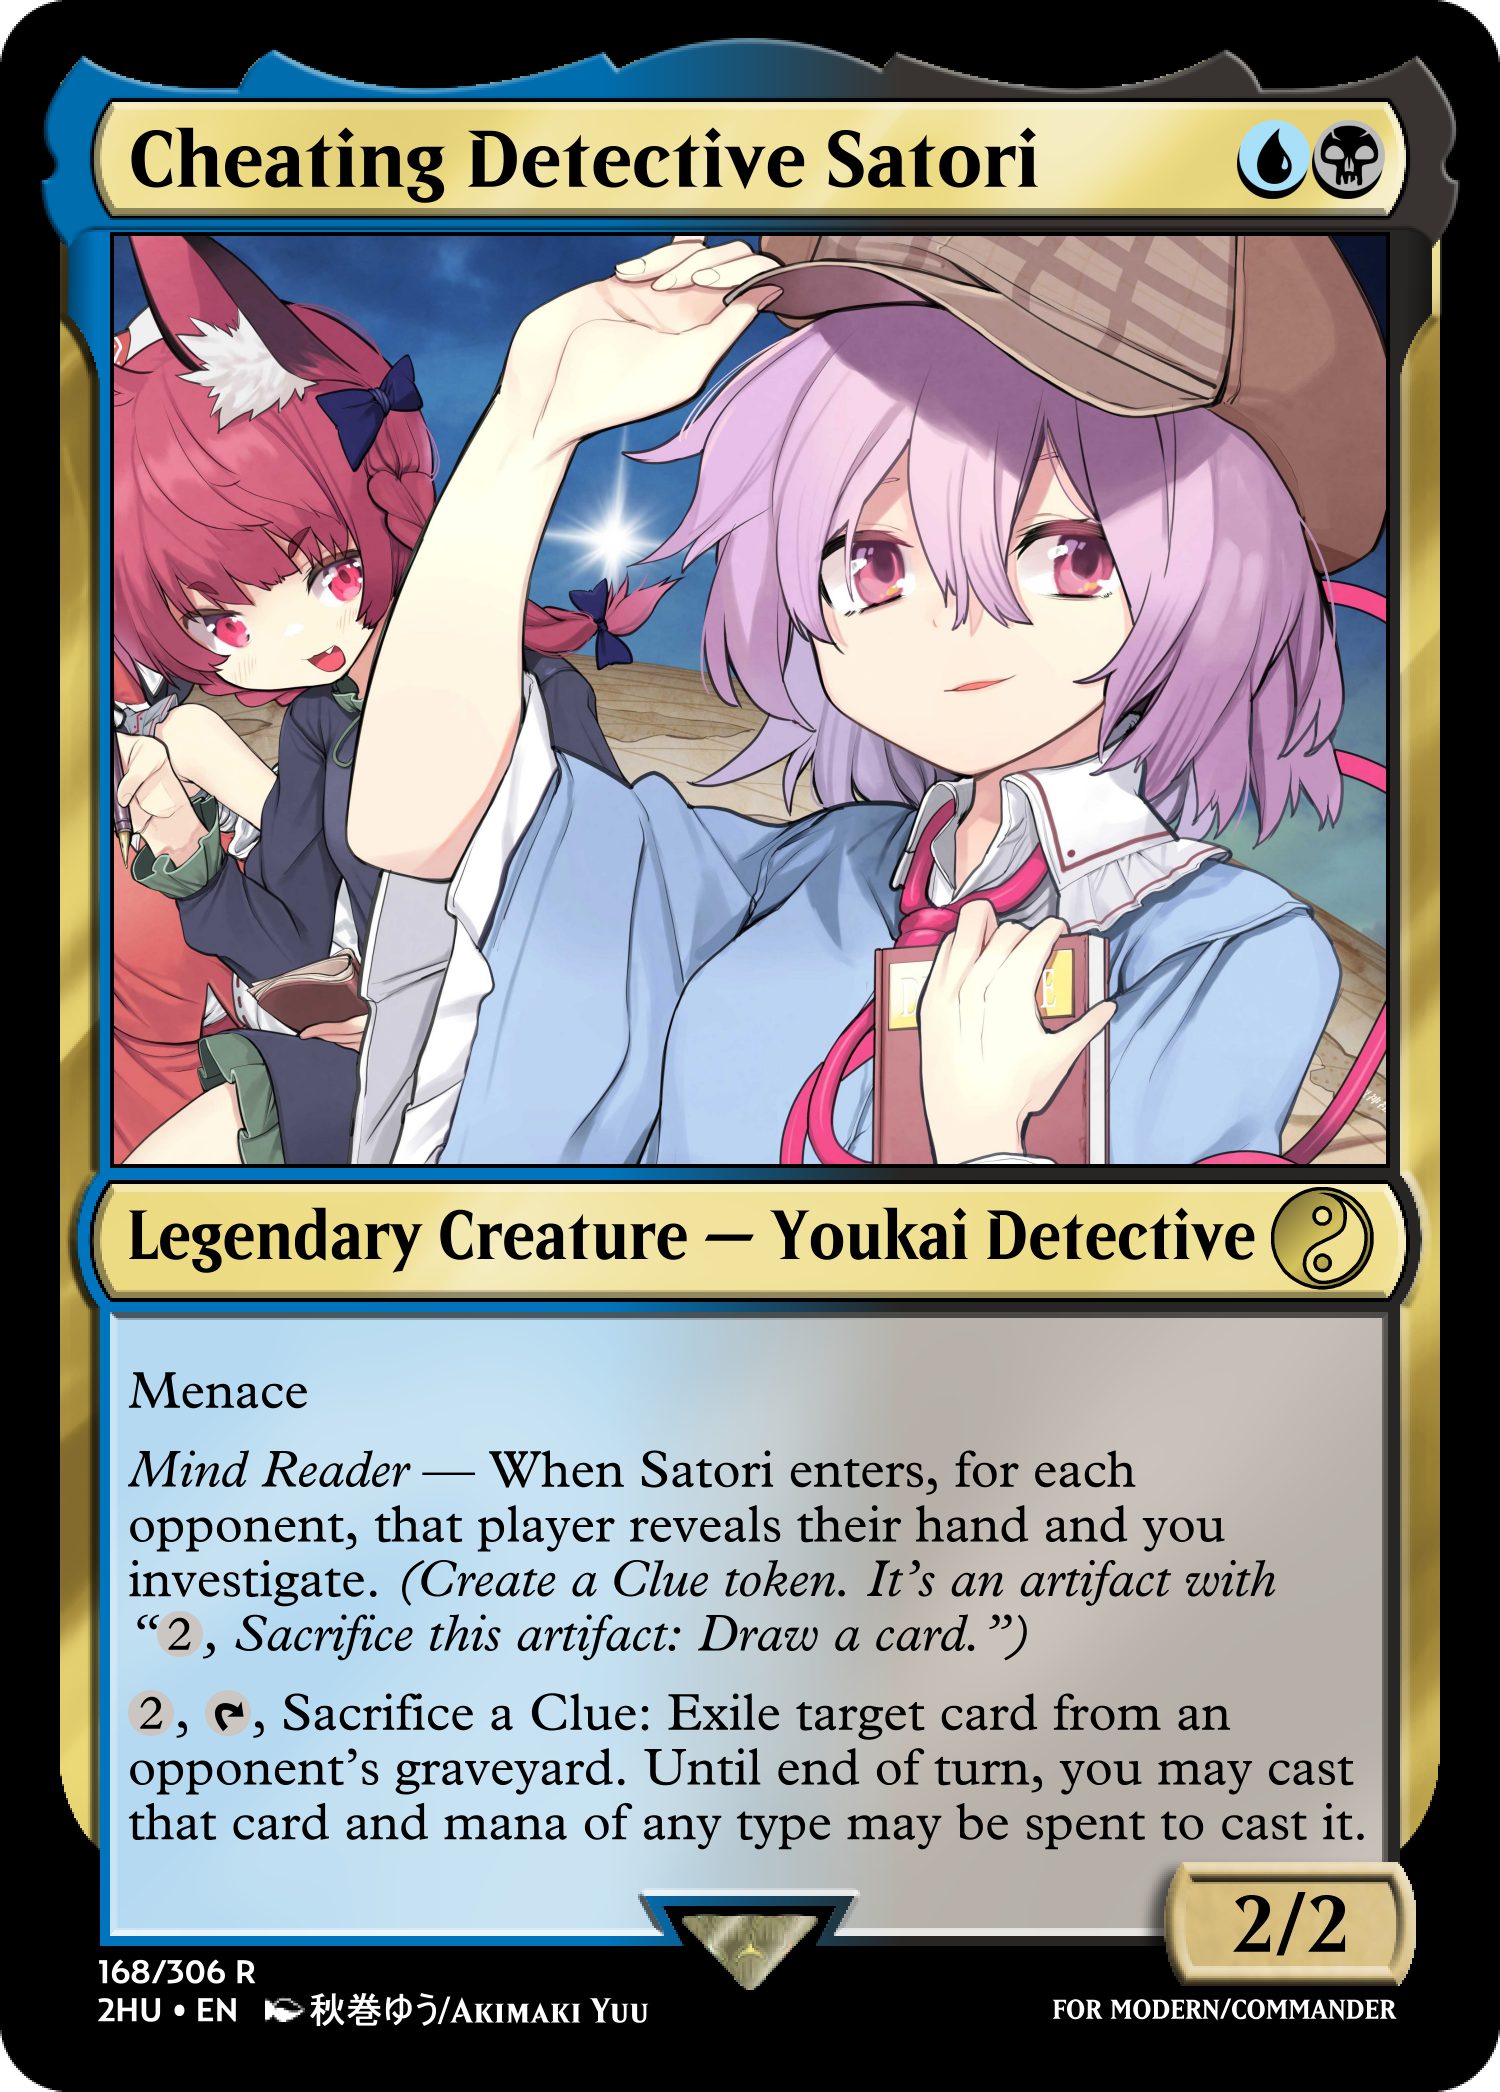 Cheating Detective Satori
Legendary Creature — Youkai Detective
Menace
Mind Reader — When Satori enters, for each
opponent, that player reveals their hand and you
investigate. (Create a Clue token. It's an artifact with
“2, Sacrifice this artifact: Draw a card.”)
2, , Sacrifice a Clue: Exile target card from an
opponent's graveyard. Until end of turn, you may cast
that card and mana of any type may be spent to cast it.
2/2
168/306 R
2HU • EN 秋巻ゆう/Akimaki Yuu
FOR MODERN/COMMANDER